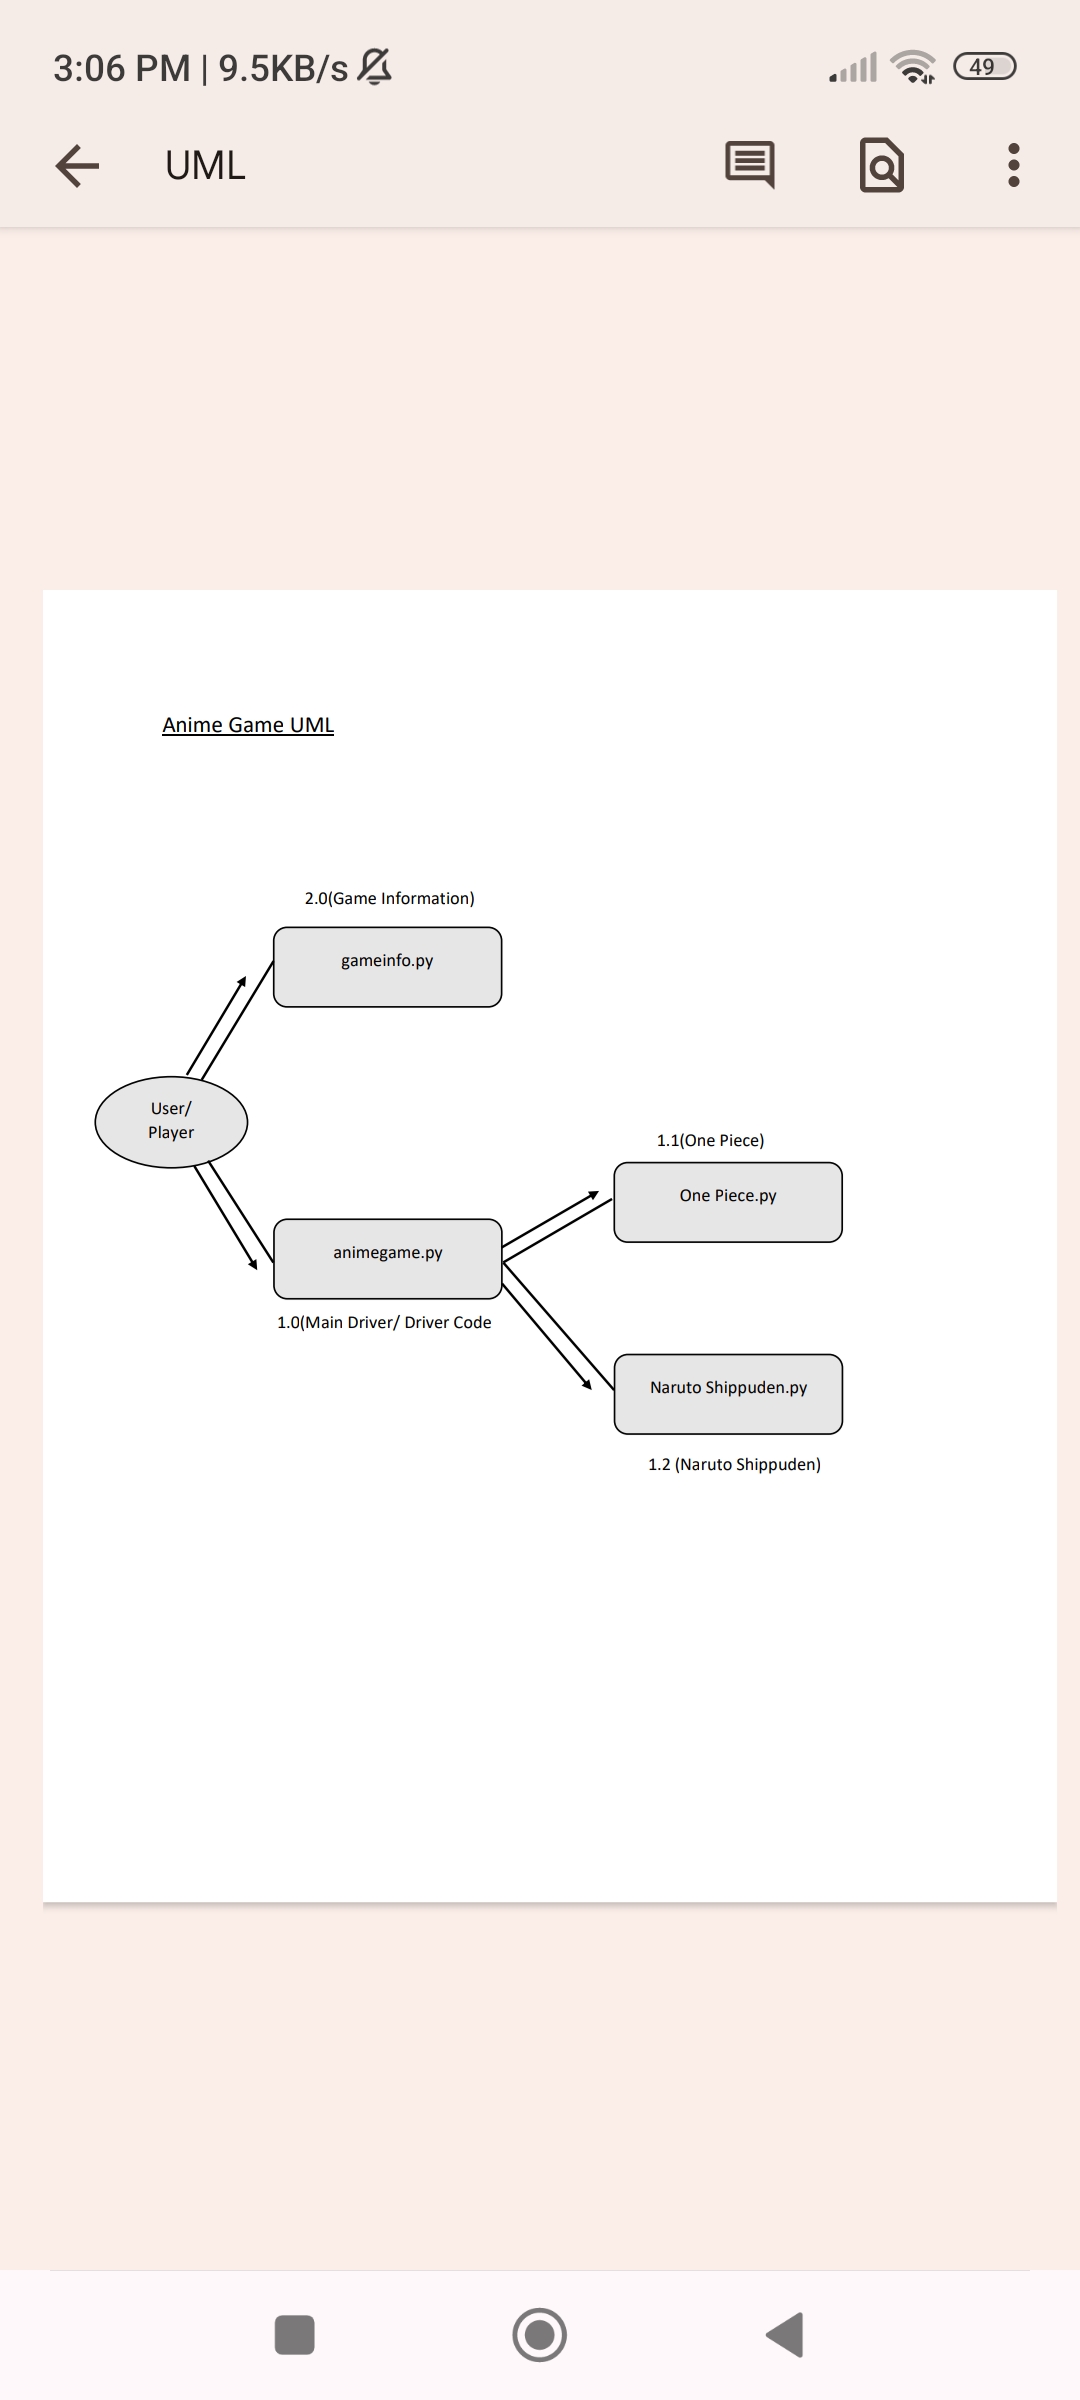 3:06 PM | 9.5KB/s
49
UML
Anime Game UML
2.0(Game Information)
gameinfo.py
User/
Player
1.1(One Piece)
One Piece.py
animegame.py
1.0(Main Driver/ Driver Code
Naruto Shippuden.py
1.2 (Naruto Shippuden)